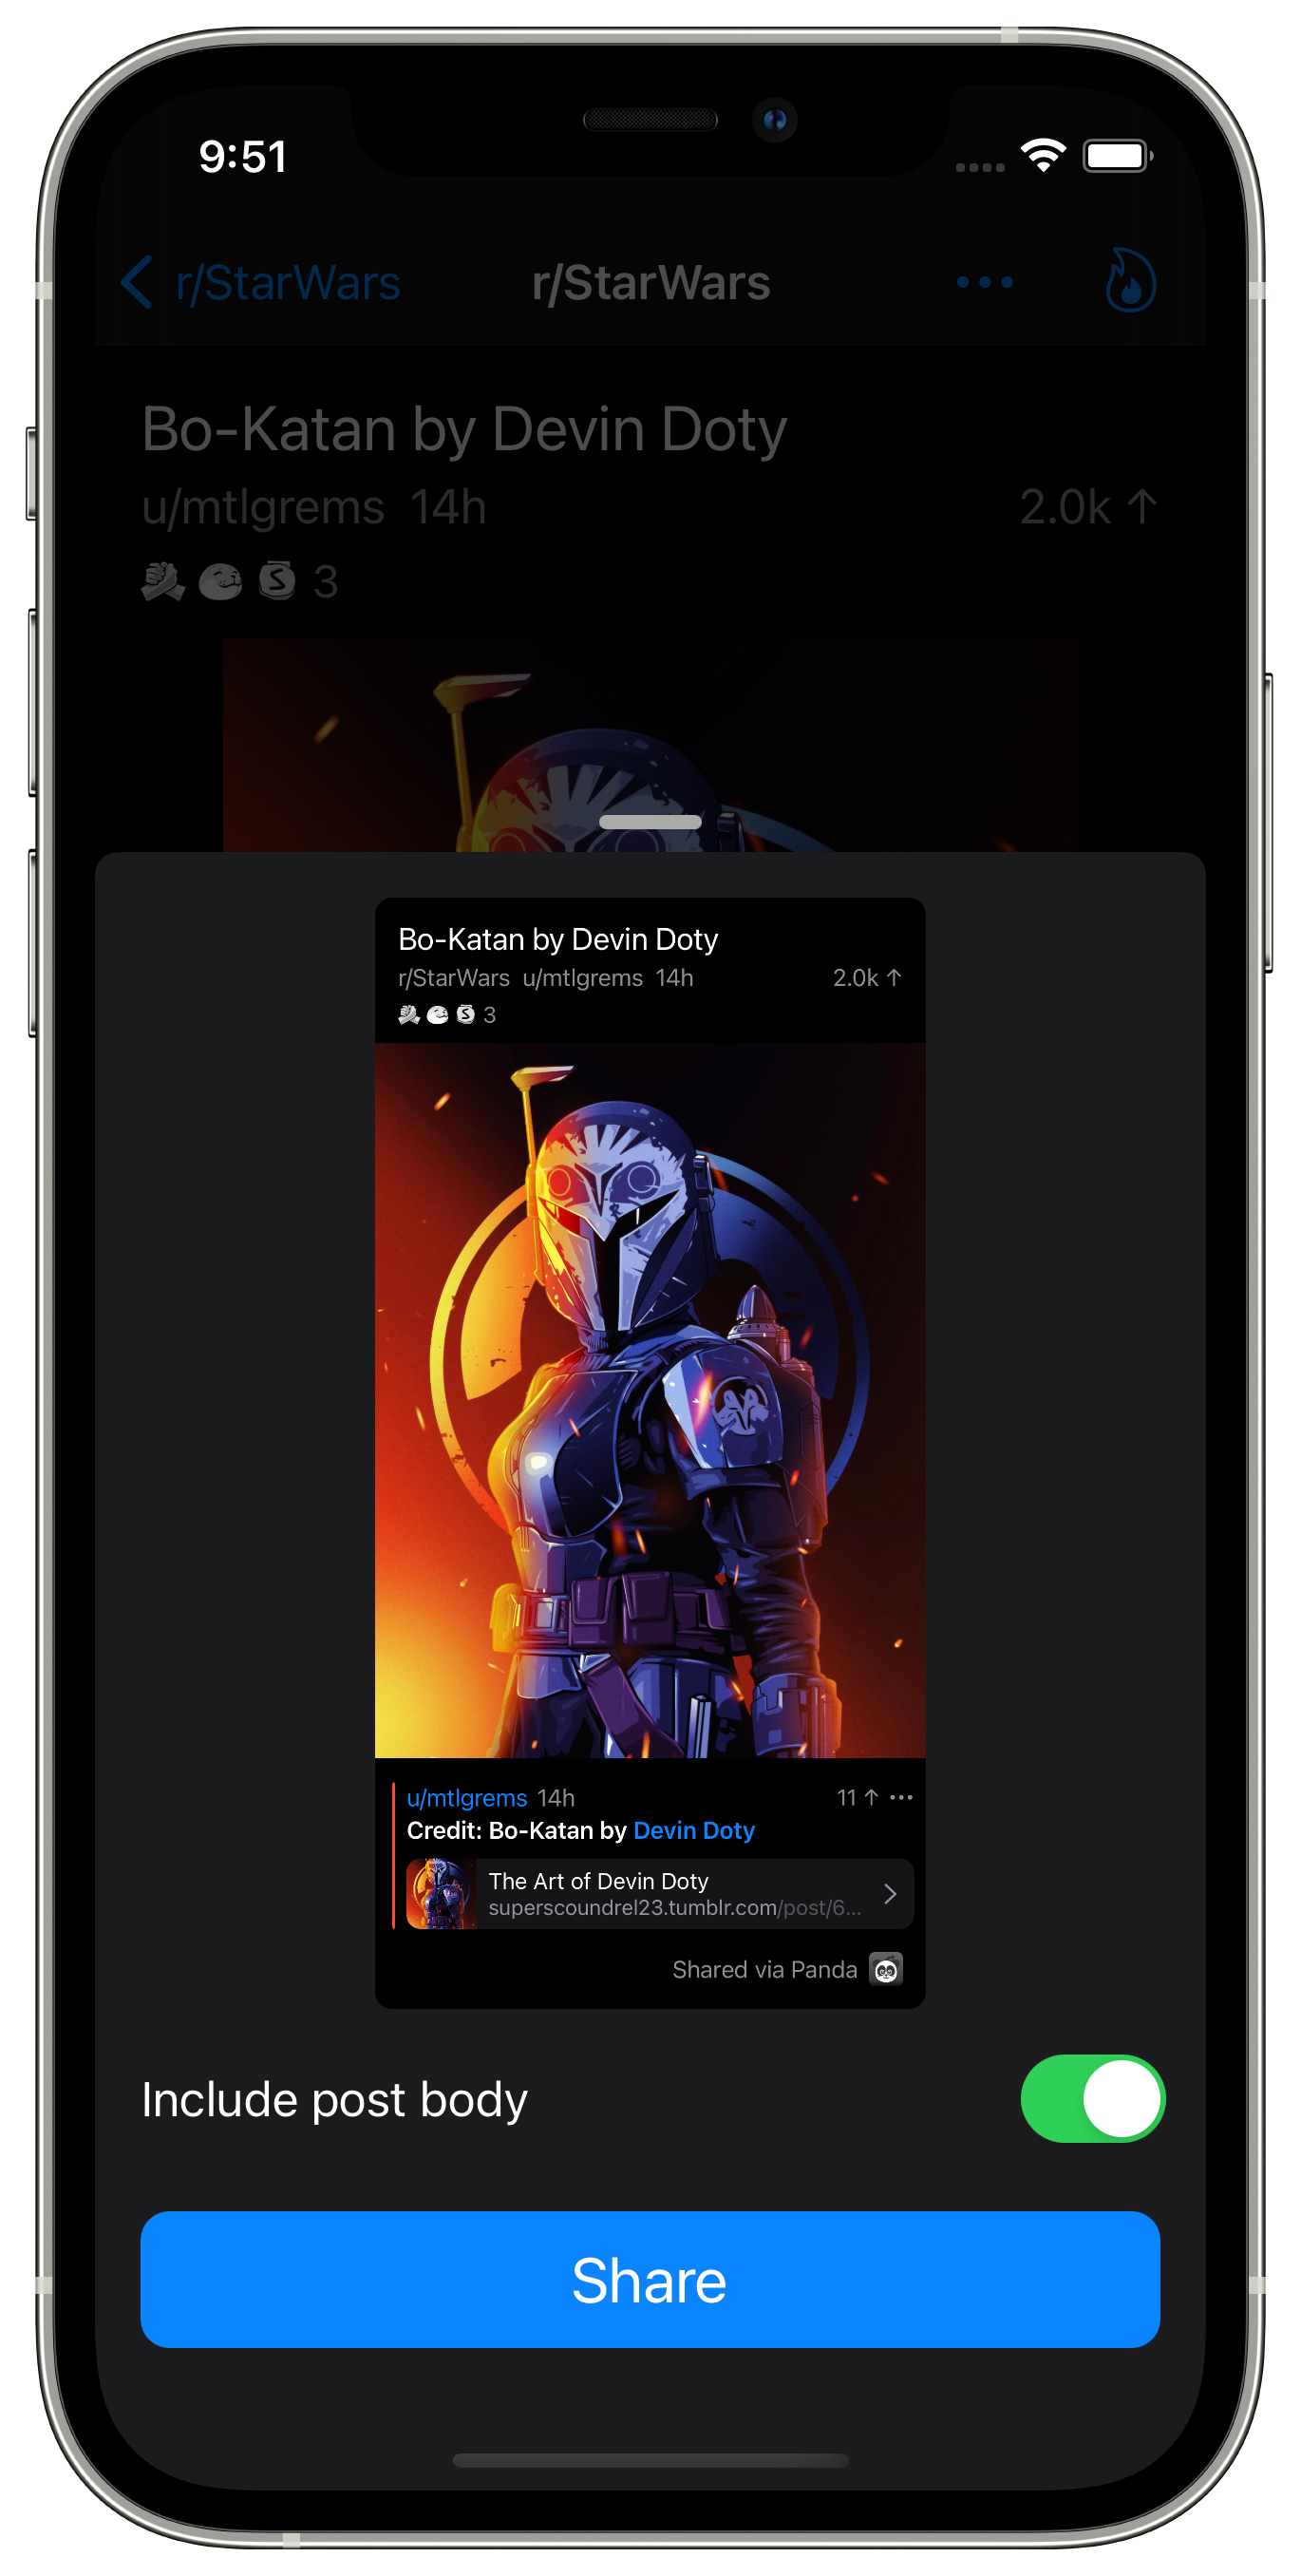 9:51
r/StarWars
r/StarWars
Bo-Katan by Devin Doty
u/mtlgrems 14h 2.0k ↑
3
Bo-Katan by Devin Doty
r/StarWars u/mtlgrems 14h 2.0k ↑
3
u/mtlgrems 14h 11 ↑ •••
Credit: Bo-Katan by Devin Doty
The Art of Devin Doty
superscoundrel23.tumblr.com/post/6...
Shared via Panda
Include post body
Share